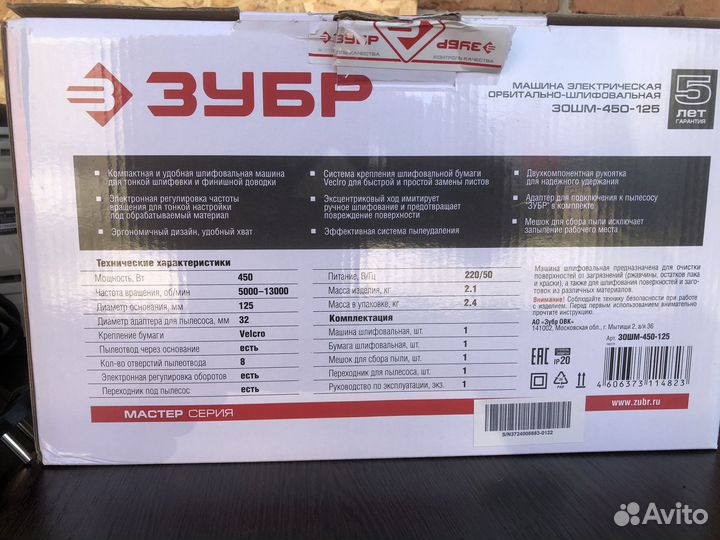 ЗУБР
КОНТРОЛЬ КАЧЕСТВА
ЗУБР
КОНТРОЛЬ КАЧЕСТВА
ЗУБР
МАШИНА ЭЛЕКТРИЧЕСКАЯ
ОРБИТАЛЬНО-ШЛИФОВАЛЬНАЯ
ЗОШМ-450-125
5
ЛЕТ
ГАРАНТИЯ
Компактная и удобная шлифовальная машина
для тонкой шлифовки и финишной доводки
Электронная регулировка частоты
вращения для тонкой настройки
под обрабатываемый материал
Эргономичный дизайн, удобный хват
Система крепления шлифовальной бумаги
Velcro для быстрой и простой замены листов
Эксцентриковый ход имитирует
ручное шлифование и предотвращает
повреждение поверхности
Эффективная система пылеудаления
Двухкомпонентная рукоятка
для надежного удержания
Адаптер для подключения к пылесосу
"ЗУБР" в комплекте
Мешок для сбора пыли исключает
запыление рабочего места
Технические характеристики
Мощность, Вт 450
Частота вращения, об/мин 5000–13000
Диаметр основания, мм 125
Диаметр адаптера для пылесоса, мм 32
Крепление бумаги Velcro
Пылеотвод через основание есть
Кол-во отверстий пылеотвода 8
Электронная регулировка оборотов есть
Переходник под пылесос есть
Питание, В/Гц 220/50
Масса изделия, кг 2.1
Масса в упаковке, кг 2.4
Комплектация
Машина шлифовальная, шт. 1
Бумага шлифовальная, шт. 1
Мешок для сбора пыли, шт. 1
Переходник для пылесоса, шт. 1
Руководство по эксплуатации, экз. 1
Машина шлифовальная предназначена для очистки
поверхностей от загрязнений (ржавчины, остатков лака
и краски), а также для шлифования поверхностей и заго-
товок из различных материалов.
Внимание! Соблюдайте технику безопасности при работе
с изделием. Перед первым использованием внимательно
прочтите инструкцию.
АО «Зубр ОВК»
141002, Московская обл., г. Мытищи 2, а/я 36
Арт. ЗОШМ-450-125
EAC
IP20
PAP
4 606373 114823
МАСТЕР СЕРИЯ
www.zubr.ru
S/N3724008883-0122
Avito